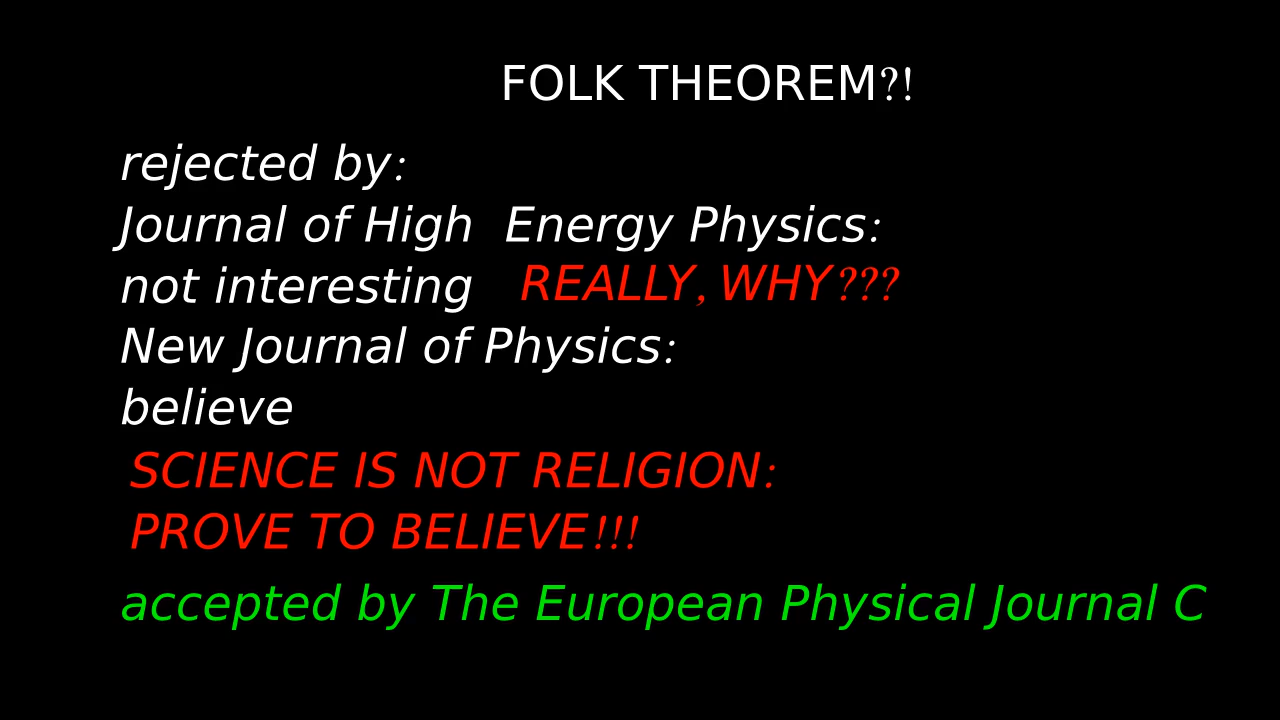 FOLK THEOREM?!
rejected by:
Journal of High Energy Physics:
not interesting REALLY, WHY???
New Journal of Physics:
believe
SCIENCE IS NOT RELIGION:
PROVE TO BELIEVE!!!
accepted by The European Physical Journal C